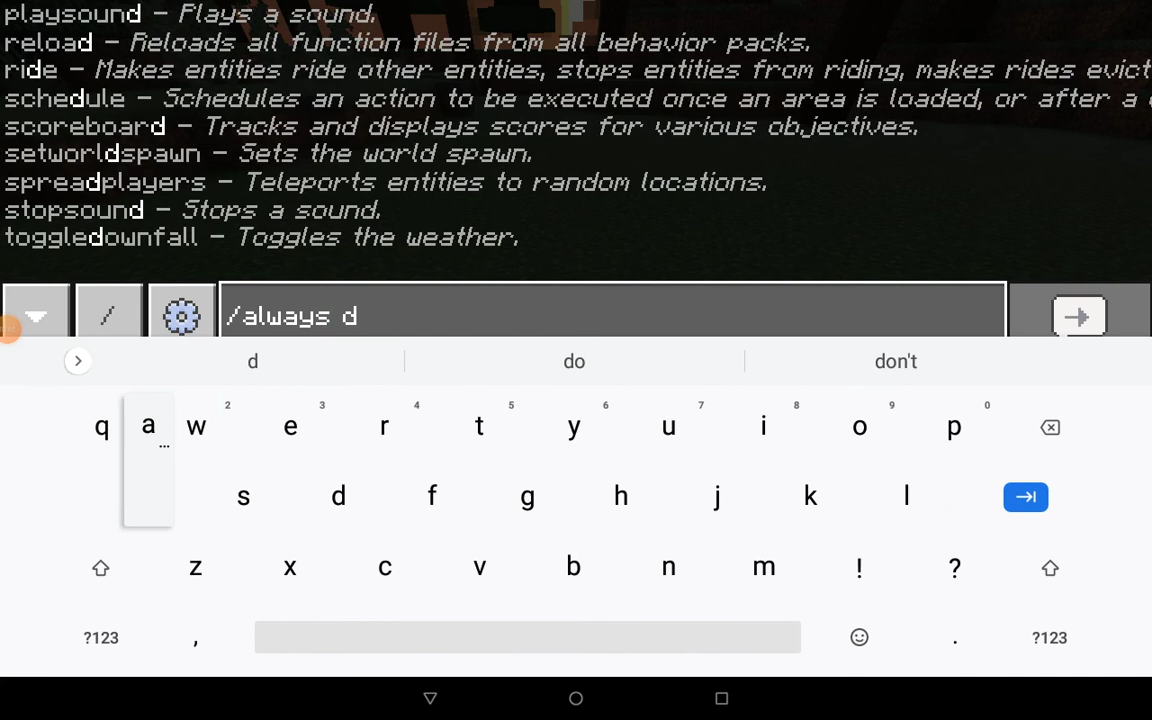 playsound – Plays a sound.
reload – Reloads all function files from all behavior packs.
ride – Makes entities ride other entities, stops entities from riding, makes rides evict
schedule – Schedules an action to be executed once an area is loaded, or after a
scoreboard – Tracks and displays scores for various objectives.
setworldspawn – Sets the world spawn.
spreadplayers – Teleports entities to random locations.
stopsound – Stops a sound.
toggledownfall – Toggles the weather.
/ /always d
d do don't
q a w 2 e 3 r 4 t 5 y 6 u 7 i 8 o 9 p 0
s d f g h j k l
z x c v b n m ! ?
?123 , . ?123